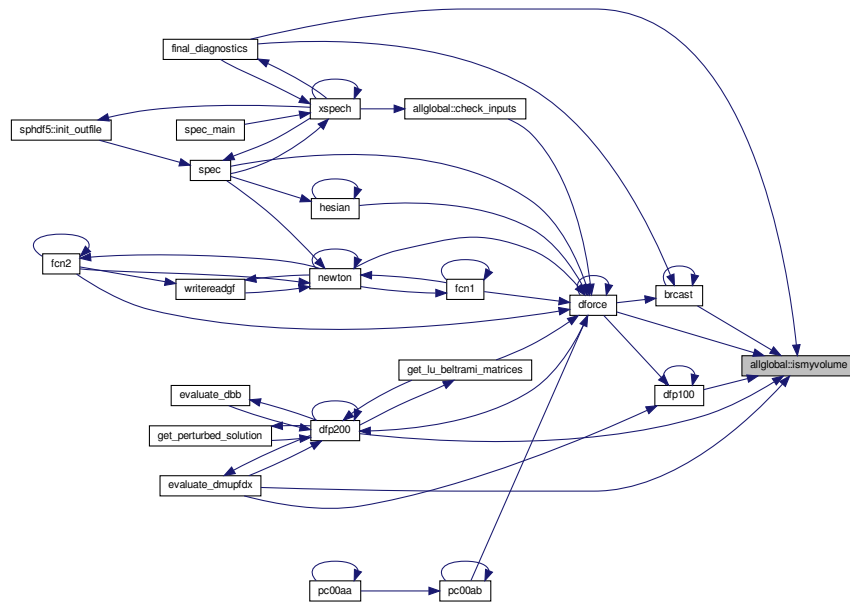 final_diagnostics
xspech
allglobal::check_inputs
sphdf5::init_outfile
spec_main
spec
hesian
fcn2
newton
writereadgf
fcn1
dforce
brcast
allglobal::ismyvolume
get_lu_beltrami_matrices
evaluate_dbb
dfp100
dfp200
get_perturbed_solution
evaluate_dmupfdx
pc00aa
pc00ab